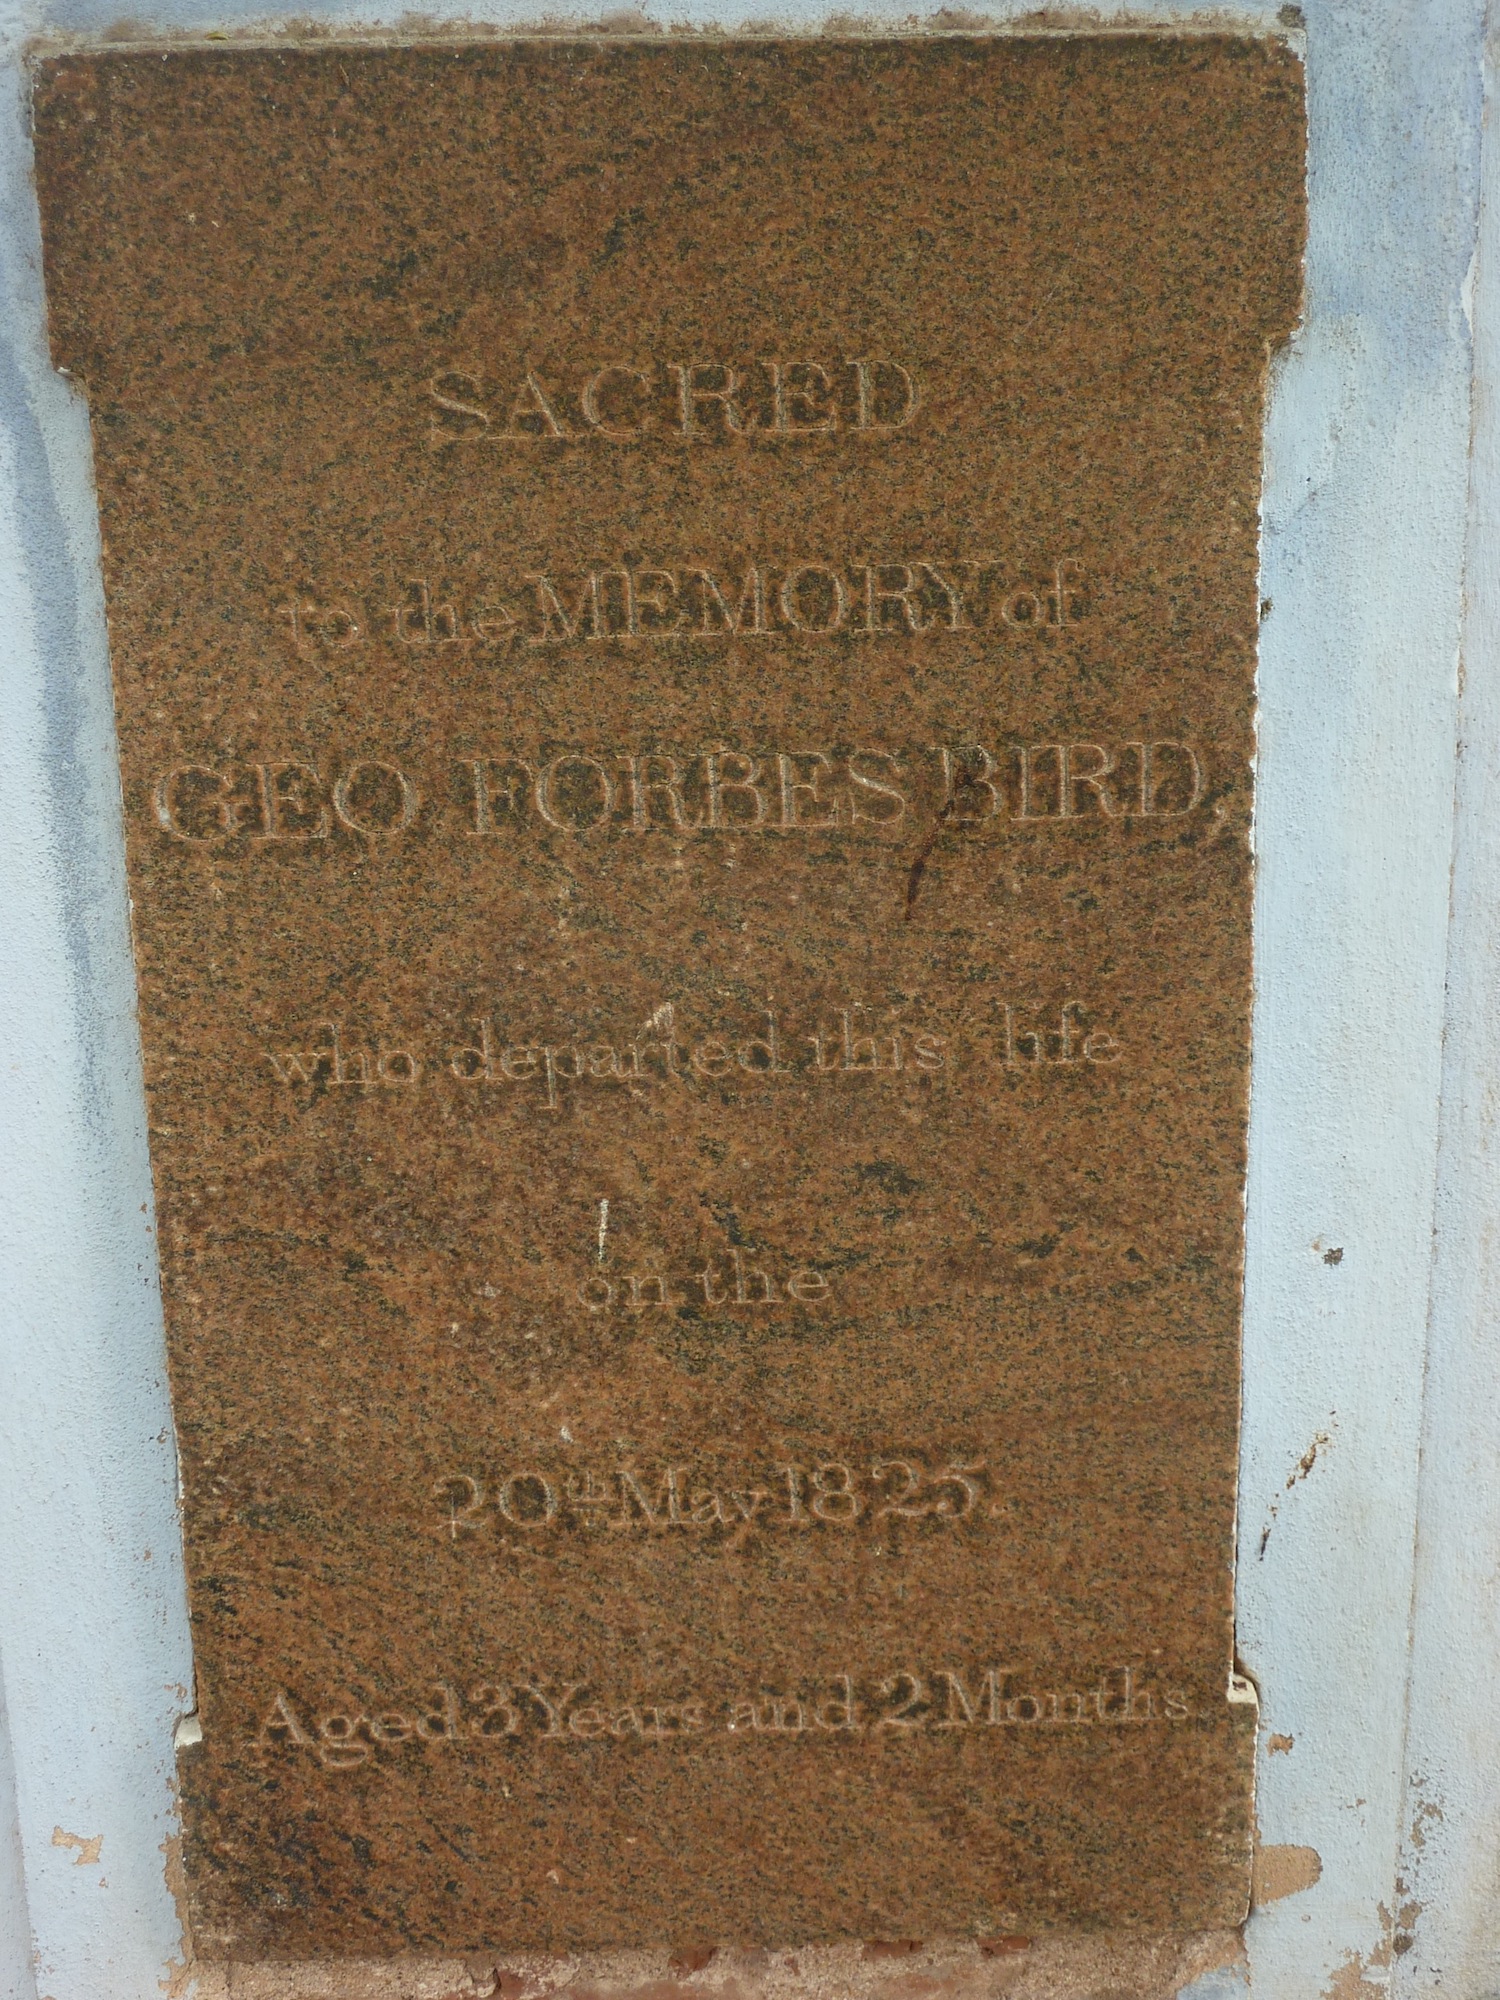 SACRED
to the MEMORY of
GEO FORBES BIRD,
who departed this life
on the
20th May 1825
Aged 3 Years and 2 Months